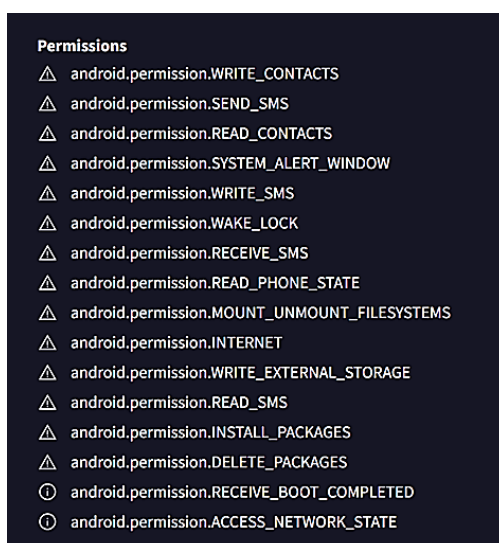 Permissions
android.permission.WRITE_CONTACTS
android.permission.SEND_SMS
android.permission.READ_CONTACTS
android.permission.SYSTEM_ALERT_WINDOW
android.permission.WRITE_SMS
android.permission.WAKE_LOCK
android.permission.RECEIVE_SMS
android.permission.READ_PHONE_STATE
android.permission.MOUNT_UNMOUNT_FILESYSTEMS
android.permission.INTERNET
android.permission.WRITE_EXTERNAL_STORAGE
android.permission.READ_SMS
android.permission.INSTALL_PACKAGES
android.permission.DELETE_PACKAGES
android.permission.RECEIVE_BOOT_COMPLETED
android.permission.ACCESS_NETWORK_STATE